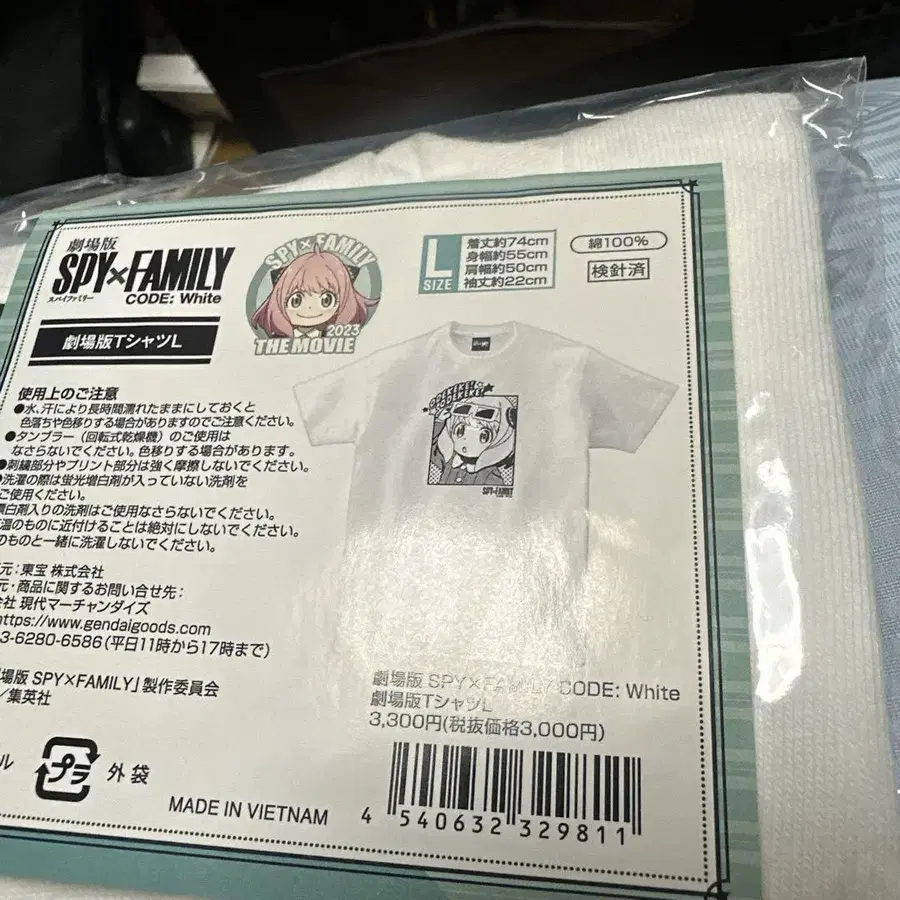 劇場版
SPY×FAMILY
スパイファミリー
CODE: White
劇場版TシャツL
SPY×FAMILY
2023
THE MOVIE
L
SIZE
着丈約74cm
身幅約55cm
肩幅約50cm
袖丈約22cm
綿100%
検針済
使用上のご注意
●水、汗により長時間濡れたままにしておくと
色落ちや色移りする場合がありますのでご注意ください。
●タンブラー(回転式乾燥機)のご使用は
なさらないでください。色移りする場合があります。
●刺繍部分やプリント部分は強く摩擦しないでください。
●洗濯の際は蛍光増白剤が入っていない洗剤を
ご使用ください。
漂白剤入りの洗剤はご使用なさらないでください。
温のものに近付けることは絶対にしないでください。
のものと一緒に洗濯しないでください。
元:東宝 株式会社
元・商品に関するお問い合せ先:
会社 現代マーチャンダイズ
https://www.gendaigoods.com
3-6280-6586(平日11時から17時まで)
場版 SPY×FAMILY」製作委員会
/集英社
SPY×FAMILY
劇場版 SPY×FAMILY CODE: White
劇場版TシャツL
3,300円(税抜価格3,000円)
ル
プラ
外袋
MADE IN VIETNAM
4 540632 329811